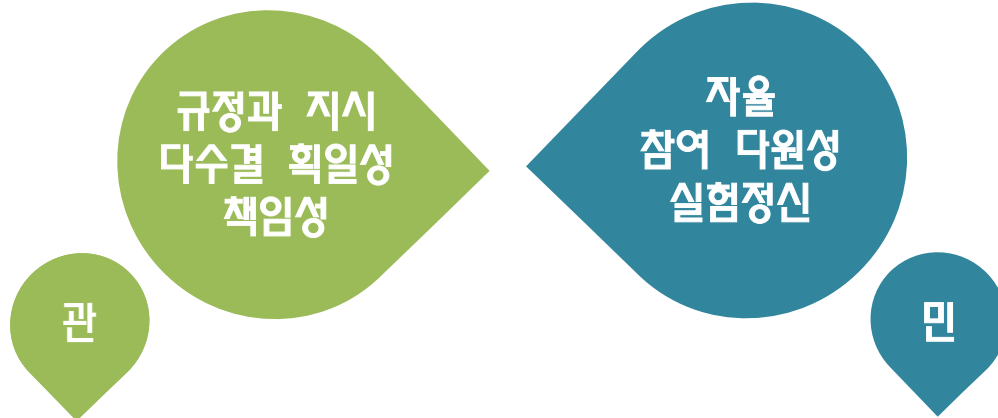 규정과 지시
다수결 획일성
책임성
관
자율
참여 다원성
실험정신
민